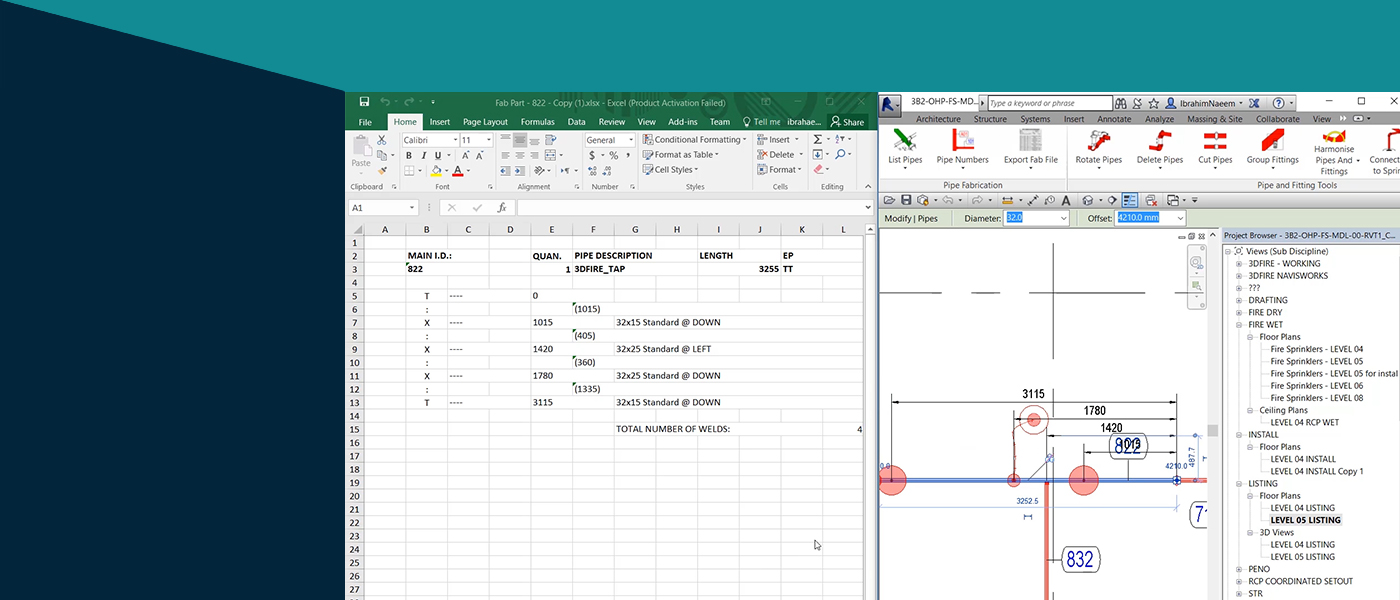 Fab Part - 822 - Copy (1).xlsx - Excel (Product Activation Failed)
File Home Insert Page Layout Formulas Data Review View Add-ins Team Tell me ibrahae... Share
Paste
Calibri 11
B I U A A
A
General
$ % ,
Conditional Formatting
Format as Table
Cell Styles
Insert
Delete
Format
Clipboard Font Alignment Number Styles Cells Editing
A1 fx
A B C D E F G H I J K L
1
2 MAIN I.D.: QUAN. PIPE DESCRIPTION LENGTH EP
3 822 1 3DFIRE_TAP 3255 TT
4
5 T ---- 0
6 : (1015)
7 X ---- 1015 32x15 Standard @ DOWN
8 : (405)
9 X ---- 1420 32x25 Standard @ LEFT
10 : (360)
11 X ---- 1780 32x25 Standard @ DOWN
12 : (1335)
13 T ---- 3115 32x15 Standard @ DOWN
14
15 TOTAL NUMBER OF WELDS: 4
16
17
18
19
20
21
22
23
24
25
26
27
3B2-OHP-FS-MD... Type a keyword or phrase IbrahimNaeem
Architecture Structure Systems Insert Annotate Analyze Massing & Site Collaborate View
List Pipes Pipe Numbers Export Fab File Rotate Pipes Delete Pipes Cut Pipes Group Fittings
Harmonise
Pipes And
Fittings
Connec
to Sprin
Pipe Fabrication Pipe and Fitting Tools
Modify | Pipes Diameter: 32.0 Offset: 4210.0 mm
3115
1780
1420
822
487.7
0.0
4210.0
3252.5
71
832
Project Browser - 3B2-OHP-FS-MDL-00-RVT1_C...
Views (Sub Discipline)
3DFIRE - WORKING
3DFIRE NAVISWORKS
???
DRAFTING
FIRE DRY
FIRE WET
Floor Plans
Fire Sprinklers - LEVEL 04
Fire Sprinklers - LEVEL 05
Fire Sprinklers - LEVEL 05 for instal
Fire Sprinklers - LEVEL 06
Fire Sprinklers - LEVEL 08
Ceiling Plans
LEVEL 04 RCP WET
INSTALL
Floor Plans
LEVEL 04 INSTALL
LEVEL 04 INSTALL Copy 1
LISTING
Floor Plans
LEVEL 04 LISTING
LEVEL 05 LISTING
3D Views
LEVEL 04 LISTING
LEVEL 05 LISTING
PENO
RCP COORDINATED SETOUT
STR